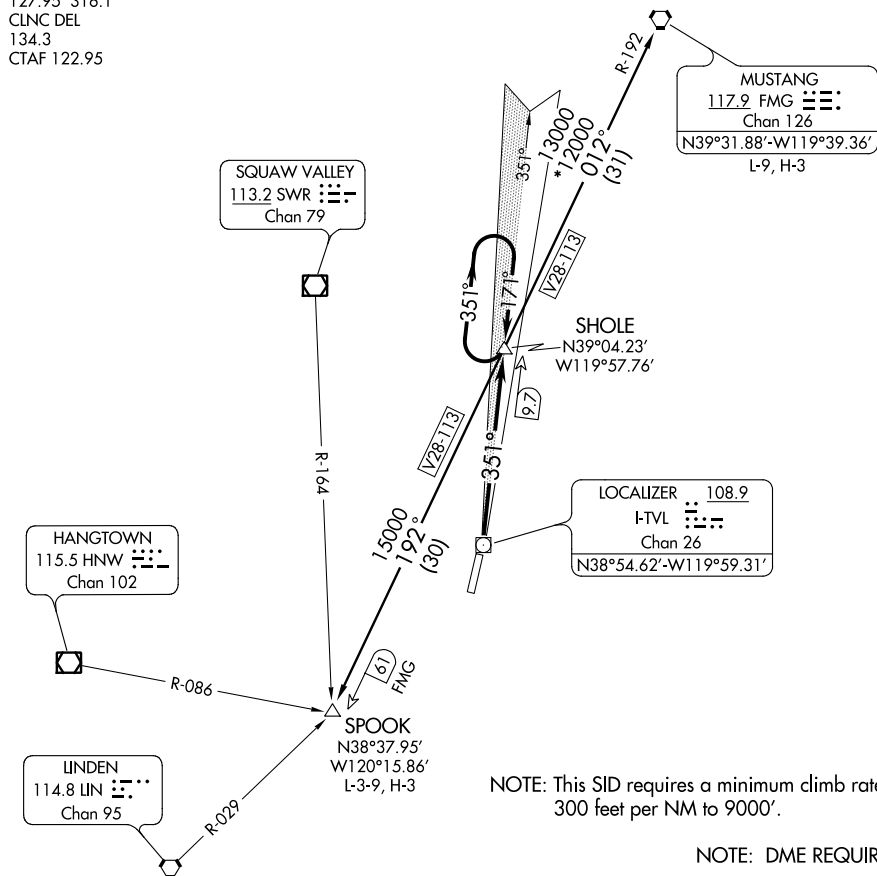 CLNC DEL
134.3
CTAF 122.95
R-192
MUSTANG
117.9 FMG
Chan 126
N39°31.88′-W119°39.36′
L-9, H-3
351°
13000
*12000
012°
(31)
SQUAW VALLEY
113.2 SWR
Chan 79
V28-113
351°
171°
SHOLE
N39°04.23′
W119°57.76′
9.7
V28-113
351°
R-164
LOCALIZER 108.9
I-TVL
Chan 26
N38°54.62′-W119°59.31′
15000
192°
(30)
HANGTOWN
115.5 HNW
Chan 102
R-086
61
FMG
SPOOK
N38°37.95′
W120°15.86′
L-3-9, H-3
LINDEN
114.8 LIN
Chan 95
R-029
NOTE: This SID requires a minimum climb rate
300 feet per NM to 9000′.
NOTE: DME REQUIR